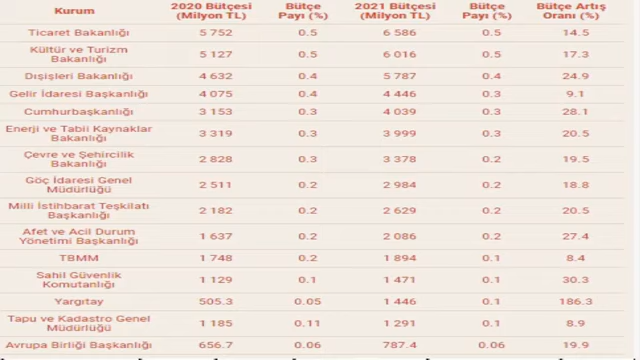 Kurum 2020 Bütçesi (Milyon TL) Bütçe Payı (%) 2021 Bütçesi (Milyon TL) Bütçe Payı (%) Bütçe Artış Oranı (%)
Ticaret Bakanlığı 5 752 0.5 6 586 0.5 14.5
Kültür ve Turizm Bakanlığı 5 127 0.5 6 016 0.5 17.3
Dışişleri Bakanlığı 4 632 0.4 5 787 0.4 24.9
Gelir İdaresi Başkanlığı 4 075 0.4 4 446 0.3 9.1
Cumhurbaşkanlığı 3 153 0.3 4 039 0.3 28.1
Enerji ve Tabii Kaynaklar Bakanlığı 3 319 0.3 3 999 0.3 20.5
Çevre ve Şehircilik Bakanlığı 2 828 0.3 3 378 0.2 19.5
Göç İdaresi Genel Müdürlüğü 2 511 0.2 2 984 0.2 18.8
Milli İstihbarat Teşkilatı Başkanlığı 2 182 0.2 2 629 0.2 20.5
Afet ve Acil Durum Yönetimi Başkanlığı 1 637 0.2 2 086 0.2 27.4
TBMM 1 748 0.2 1 894 0.1 8.4
Sahil Güvenlik Komutanlığı 1 129 0.1 1 471 0.1 30.3
Yargıtay 505.3 0.05 1 446 0.1 186.3
Tapu ve Kadastro Genel Müdürlüğü 1 185 0.11 1 291 0.1 8.9
Avrupa Birliği Başkanlığı 656.7 0.06 787.4 0.06 19.9